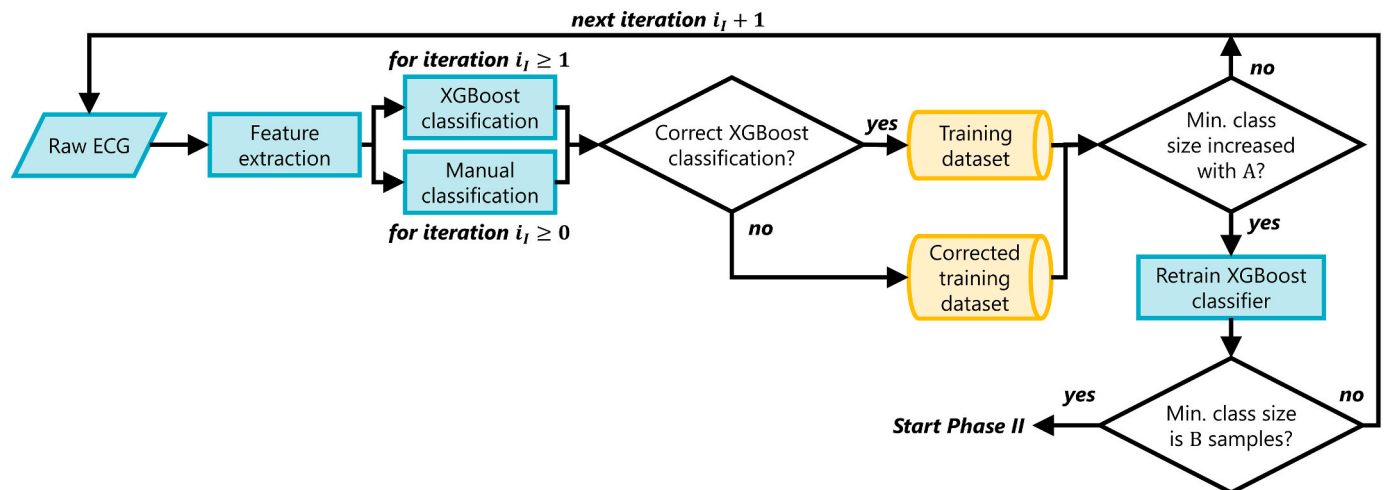 next iteration i_I + 1
for iteration i_I ≥ 1
XGBoost
classification
Raw ECG
Feature
extraction
Manual
classification
for iteration i_I ≥ 0
Correct XGBoost
classification?
yes
no
Training
dataset
Corrected
training
dataset
Min. class
size increased
with A?
no
yes
Retrain XGBoost
classifier
Min. class size
is B samples?
yes
no
Start Phase II